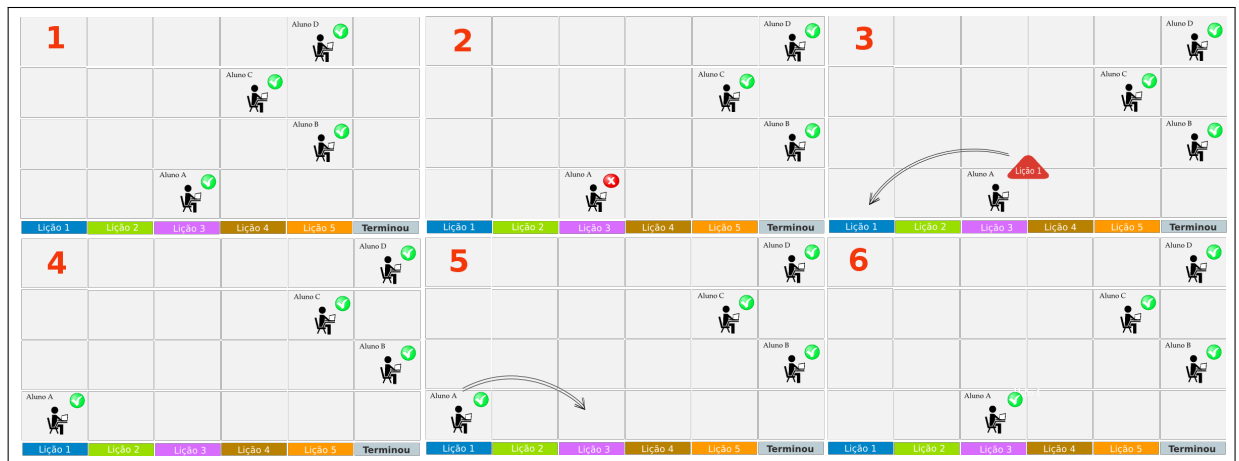 1
Aluno D
Aluno C
Aluno B
Aluno A
Lição 1 Lição 2 Lição 3 Lição 4 Lição 5 Terminou
2
Aluno D
Aluno C
Aluno B
Aluno A
Lição 1 Lição 2 Lição 3 Lição 4 Lição 5 Terminou
3
Aluno D
Aluno C
Aluno B
Lição 1
Aluno A
Lição 1 Lição 2 Lição 3 Lição 4 Lição 5 Terminou
4
Aluno D
Aluno C
Aluno B
Aluno A
Lição 1 Lição 2 Lição 3 Lição 4 Lição 5 Terminou
5
Aluno D
Aluno C
Aluno B
Aluno A
Lição 1 Lição 2 Lição 3 Lição 4 Lição 5 Terminou
6
Aluno D
Aluno C
Aluno B
Aluno A
Lição 1 Lição 2 Lição 3 Lição 4 Lição 5 Terminou